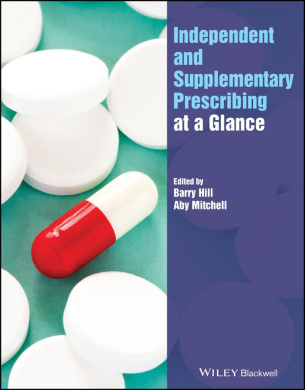 Independent
and
Supplementary
Prescribing
at a Glance
Edited by
Barry Hill
Aby Mitchell
WILEY Blackwell